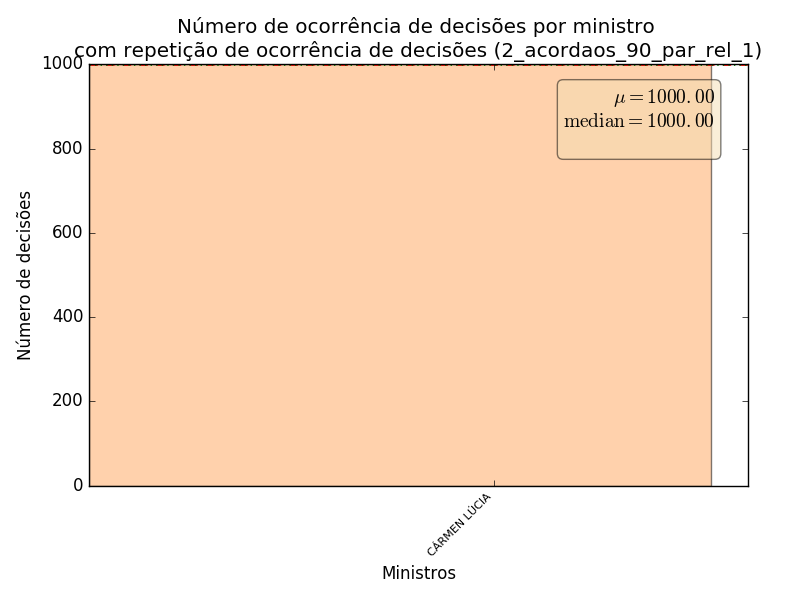 Número de ocorrência de decisões por ministro
com repetição de ocorrência de decisões (2_acordaos_90_par_rel_1)
1000
800
600
400
200
0
μ = 1000.00
median = 1000.00
Número de decisões
CÁRMEN LÚCIA
Ministros